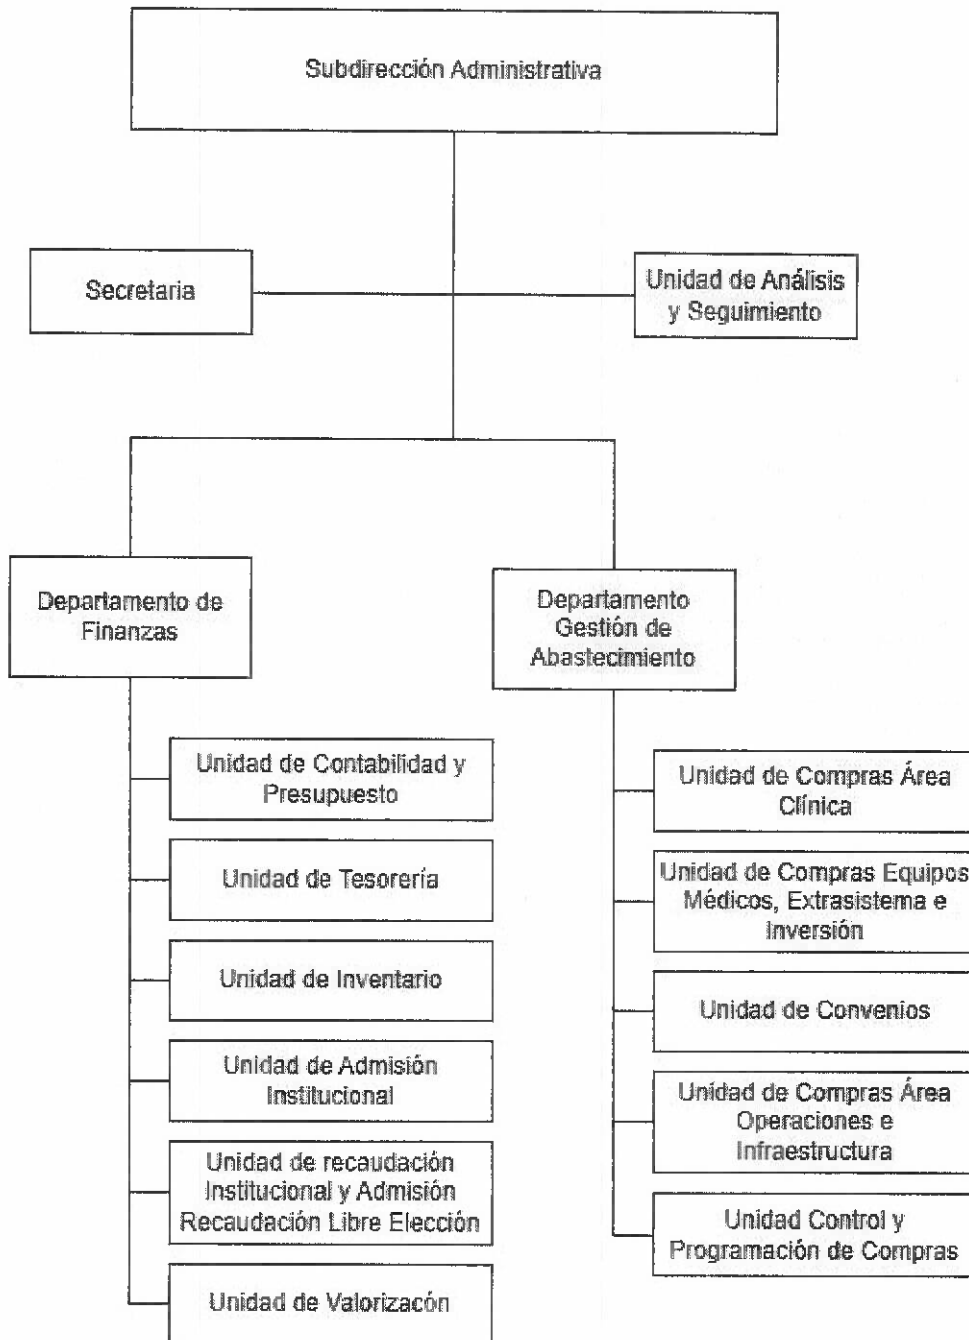 Subdirección Administrativa
Secretaria
Unidad de Análisis
y Seguimiento
Departamento de
Finanzas
Departamento
Gestión de
Abastecimiento
Unidad de Contabilidad y
Presupuesto
Unidad de Tesorería
Unidad de Inventario
Unidad de Admisión
Institucional
Unidad de recaudación
Institucional y Admisión
Recaudación Libre Elección
Unidad de Valorizacón
Unidad de Compras Área
Clínica
Unidad de Compras Equipos
Médicos, Extrasistema e
Inversión
Unidad de Convenios
Unidad de Compras Área
Operaciones e
Infraestructura
Unidad Control y
Programación de Compras